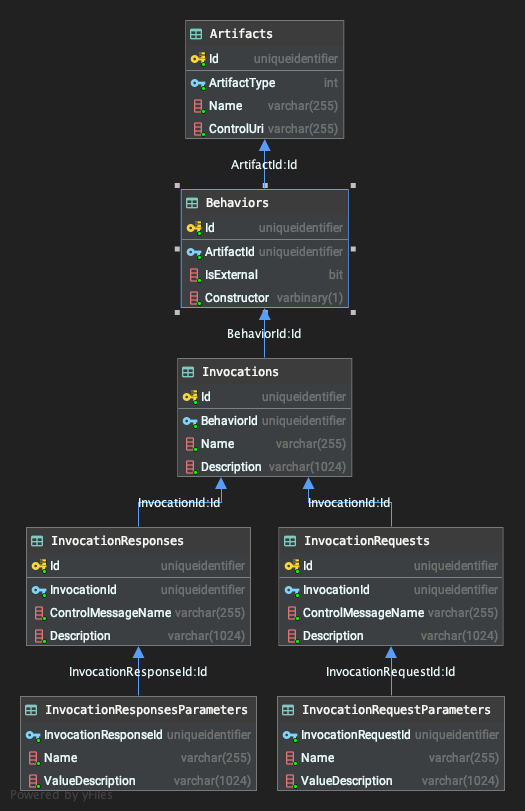 Artifacts
Id uniqueidentifier
ArtifactType int
Name varchar(255)
ControlUri varchar(255)
ArtifactId:Id
Behaviors
Id uniqueidentifier
ArtifactId uniqueidentifier
IsExternal bit
Constructor varbinary(1)
BehaviorId:Id
Invocations
Id uniqueidentifier
BehaviorId uniqueidentifier
Name varchar(255)
Description varchar(1024)
InvocationId:Id
InvocationId:Id
InvocationResponses
Id uniqueidentifier
InvocationId uniqueidentifier
ControlMessageName varchar(255)
Description varchar(1024)
InvocationRequests
Id uniqueidentifier
InvocationId uniqueidentifier
ControlMessageName varchar(255)
Description varchar(1024)
InvocationResponseId:Id
InvocationRequestId:Id
InvocationResponsesParameters
InvocationResponseId uniqueidentifier
Name varchar(255)
ValueDescription varchar(1024)
InvocationRequestParameters
InvocationRequestId uniqueidentifier
Name varchar(255)
ValueDescription varchar(1024)
Powered by yFiles